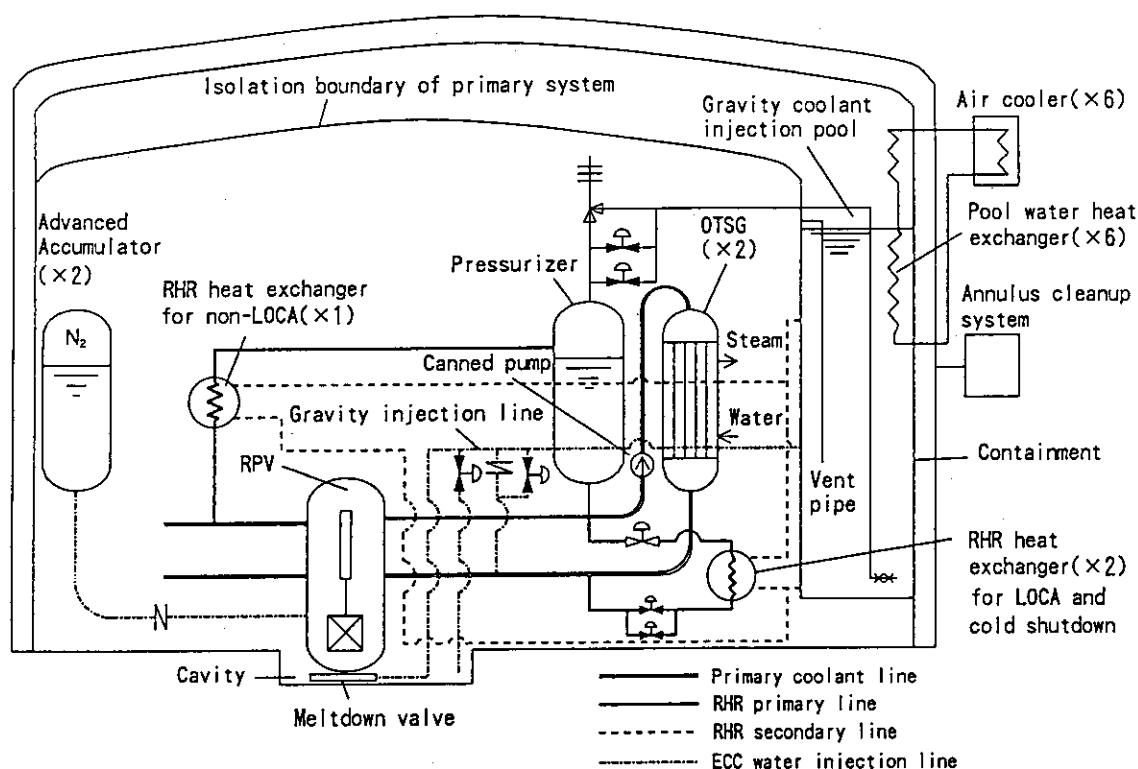 Isolation boundary of primary system
Gravity coolant
injection pool
Air cooler(×6)
Advanced
Accumulator
(×2)
OTSG
(×2)
Pool water heat
exchanger(×6)
Pressurizer
RHR heat exchanger
for non-LOCA(×1)
Annulus cleanup
system
N₂
Steam
Canned pump
Gravity injection line
Water
RPV
Containment
Vent
pipe
RHR heat
exchanger(×2)
for LOCA and
cold shutdown
Cavity
Meltdown valve
Primary coolant line
RHR primary line
RHR secondary line
ECC water injection line